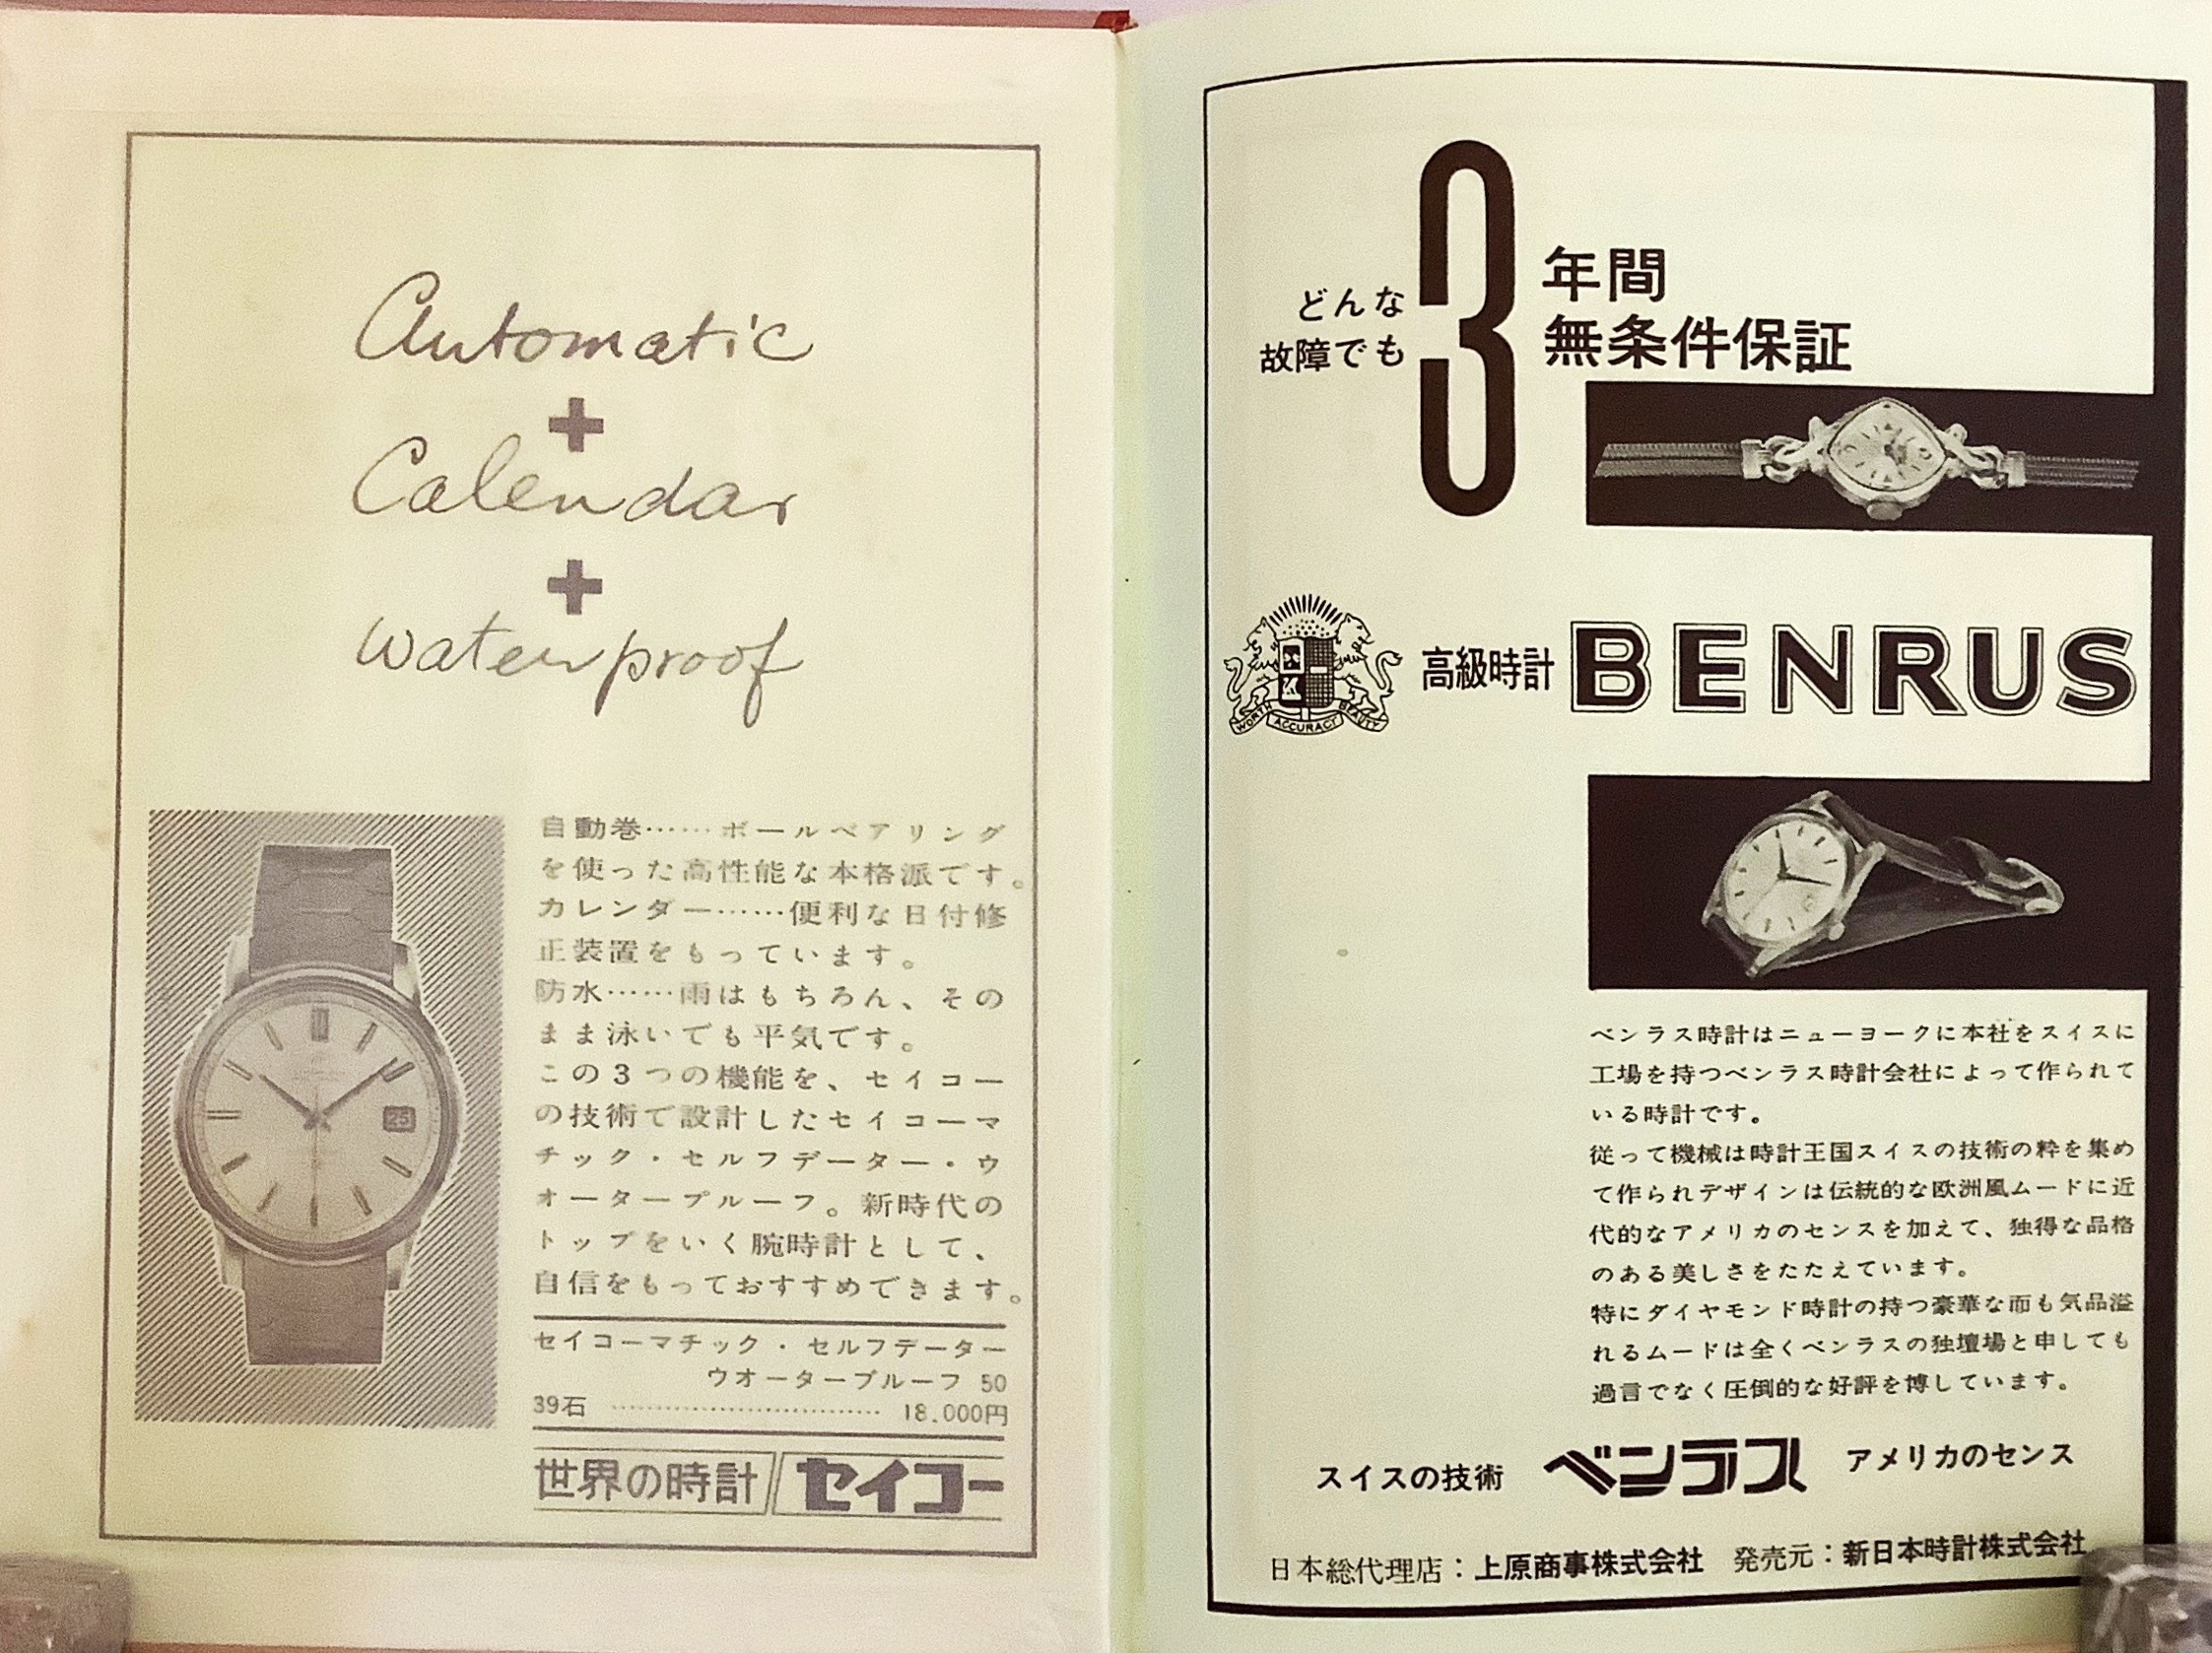 Automatic
+
Calendar
+
waterproof
自動巻……ボールベアリング
を使った高性能な本格派です。
カレンダー……便利な日付修
正装置をもっています。
防水……雨はもちろん、その
まま泳いでも平気です。
この3つの機能を、セイコー
の技術で設計したセイコーマ
チック・セルフデーター・ウ
オータープルーフ。新時代の
トップをいく腕時計として、
自信をもっておすすめできます。
セイコーマチック・セルフデーター
ウオータープルーフ 50
39石 ………………………… 18.000円
世界の時計 セイコー
25
どんな
故障でも
3
年間
無条件保証
WORTH ACCURACY BEAUTY
高級時計 BENRUS
ベンラス時計はニューヨークに本社をスイスに
工場を持つベンラス時計会社によって作られて
いる時計です。
従って機械は時計王国スイスの技術の粋を集め
て作られデザインは伝統的な欧洲風ムードに近
代的なアメリカのセンスを加えて、独得な品格
のある美しさをたたえています。
特にダイヤモンド時計の持つ豪華な而も気品溢
れるムードは全くベンラスの独壇場と申しても
過言でなく圧倒的な好評を博しています。
スイスの技術 ベンラス アメリカのセンス
日本総代理店：上原商事株式会社 発売元：新日本時計株式会社